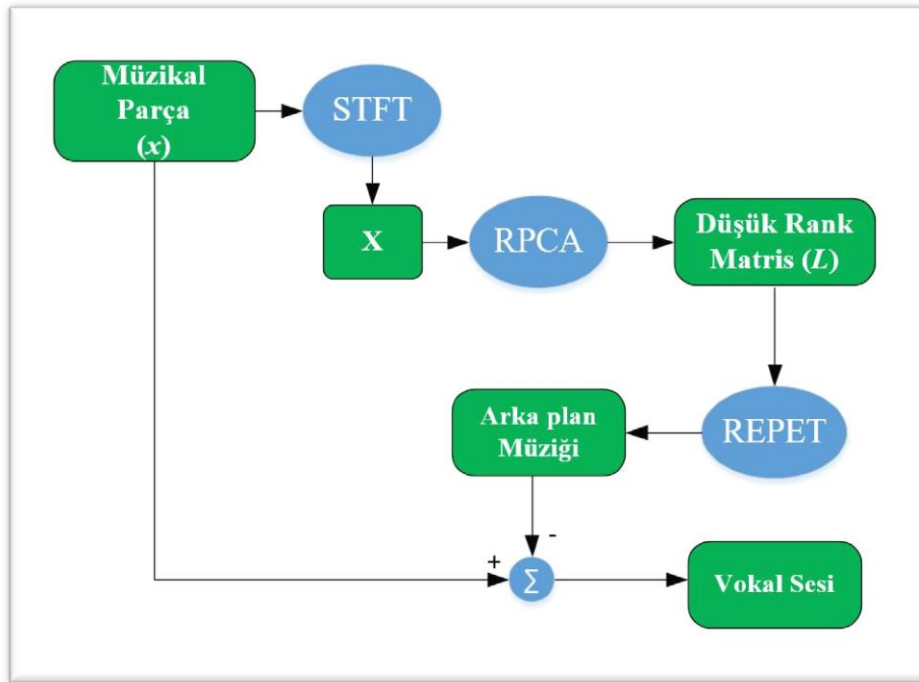 Müzikal
Parça
(x)
STFT
X
RPCA
Düşük Rank
Matris (L)
REPET
Arka plan
Müziği
-
+
Σ
Vokal Sesi